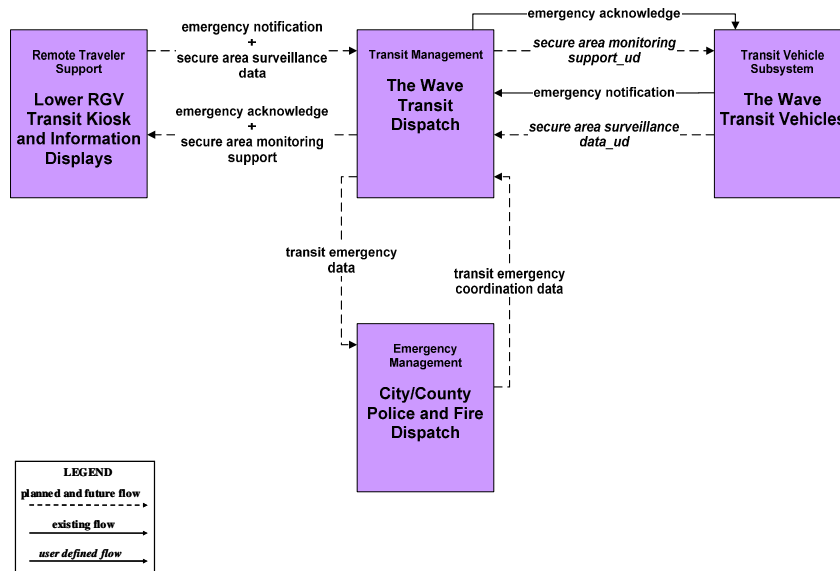 emergency acknowledge
Remote Traveler
Support
Lower RGV
Transit Kiosk
and Information
Displays
emergency notification
+
secure area surveillance
data
emergency acknowledge
+
secure area monitoring
support
Transit Management
The Wave
Transit
Dispatch
secure area monitoring
support_ud
emergency notification
secure area surveillance
data_ud
Transit Vehicle
Subsystem
The Wave
Transit Vehicles
transit emergency
data
transit emergency
coordination data
Emergency
Management
City/County
Police and Fire
Dispatch
LEGEND
planned and future flow
existing flow
user defined flow